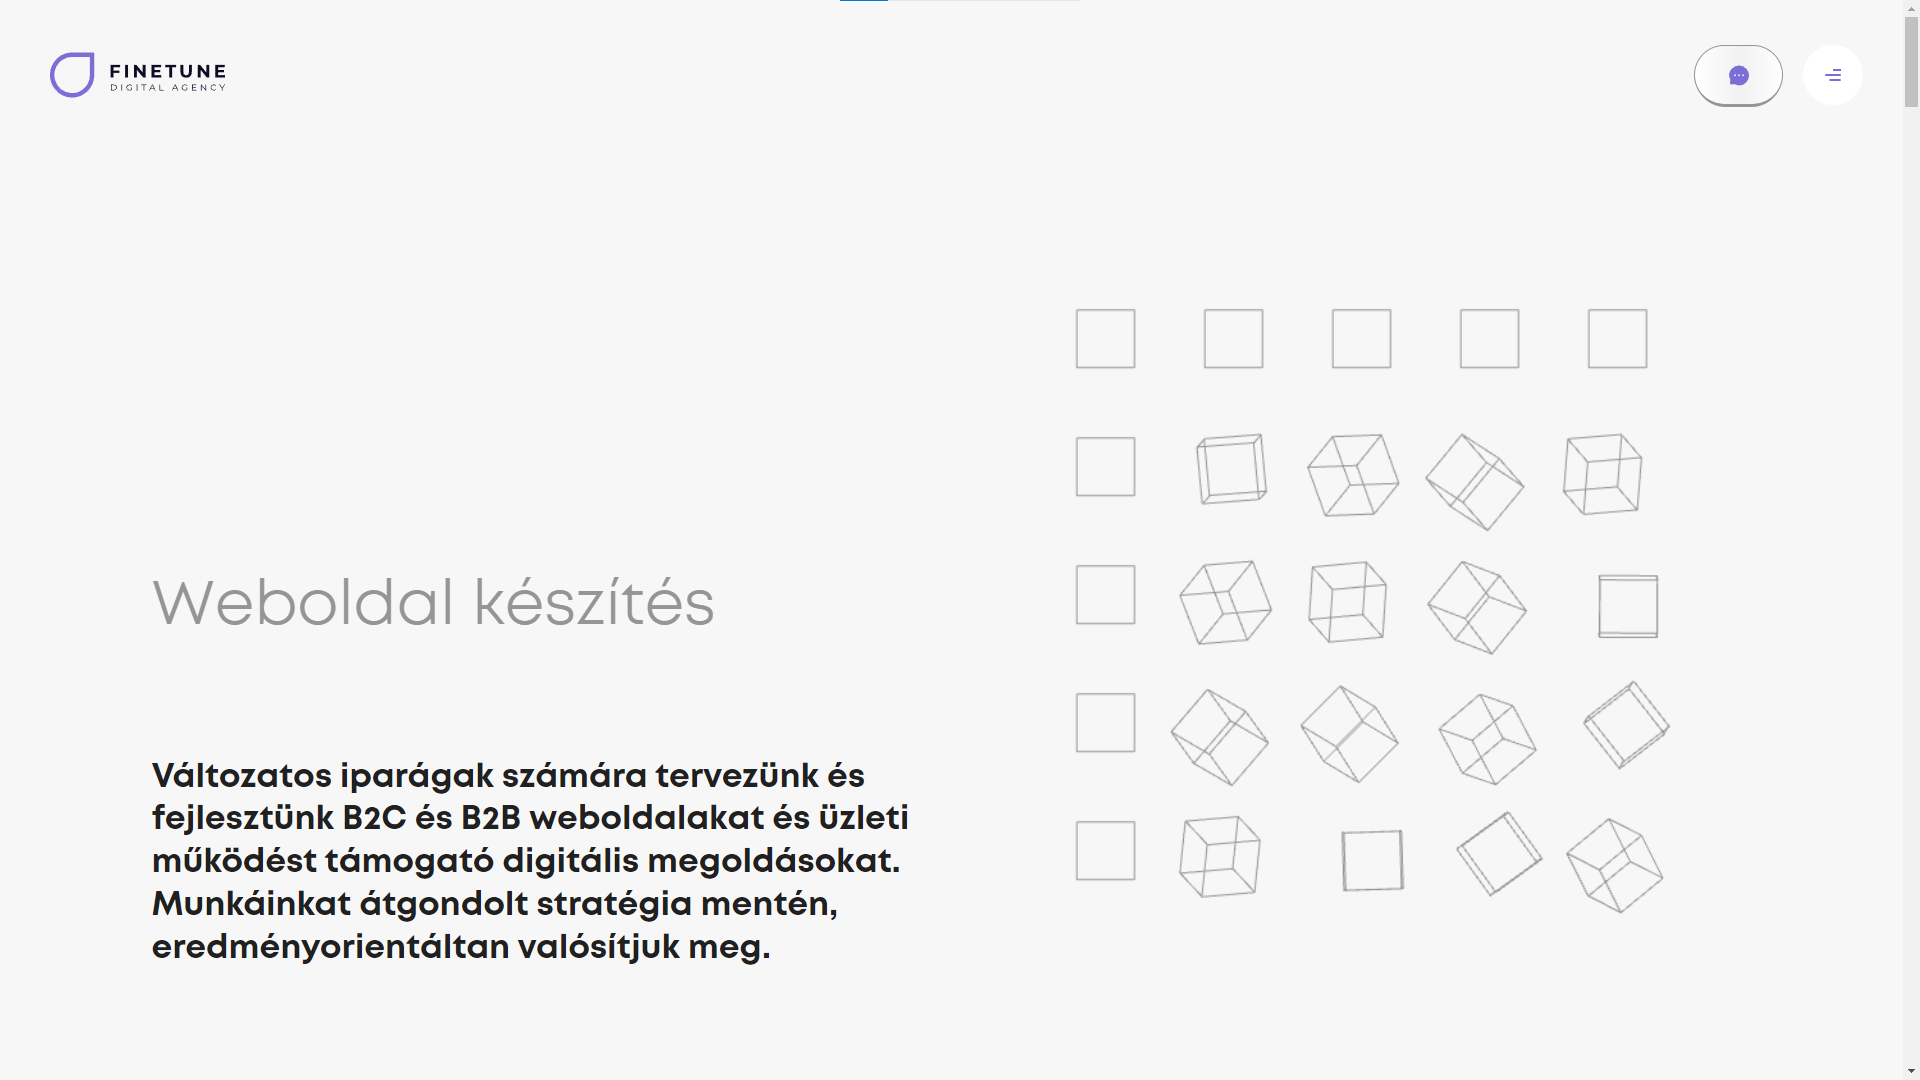 FINETUNE
DIGITAL AGENCY
Weboldal készítés
Változatos iparágak számára tervezünk és
fejlesztünk B2C és B2B weboldalakat és üzleti
működést támogató digitális megoldásokat.
Munkáinkat átgondolt stratégia mentén,
eredményorientáltan valósítjuk meg.